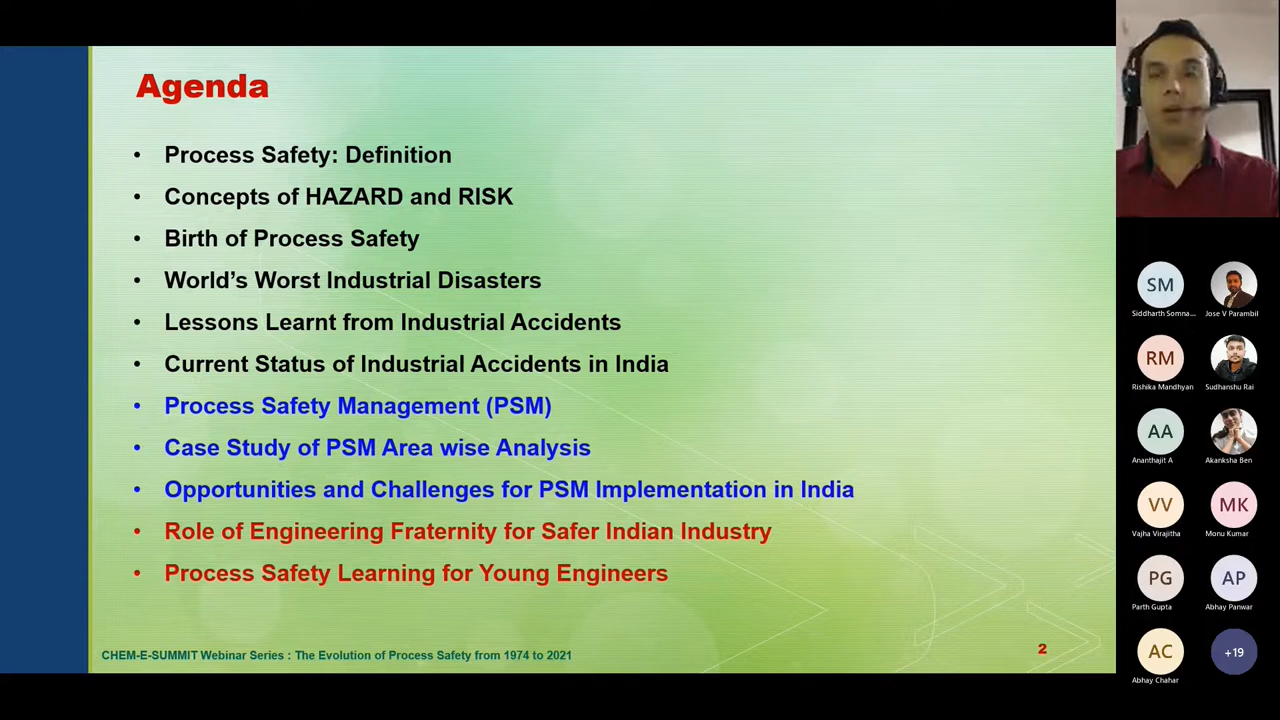 Agenda
• Process Safety: Definition
• Concepts of HAZARD and RISK
• Birth of Process Safety
• World’s Worst Industrial Disasters
• Lessons Learnt from Industrial Accidents
• Current Status of Industrial Accidents in India
• Process Safety Management (PSM)
• Case Study of PSM Area wise Analysis
• Opportunities and Challenges for PSM Implementation in India
• Role of Engineering Fraternity for Safer Indian Industry
• Process Safety Learning for Young Engineers
CHEM-E-SUMMIT Webinar Series : The Evolution of Process Safety from 1974 to 2021
2
SM
Siddharth Somna...
Jose V Parambil
RM
Rishika Mandhyan
Sudhanshu Rai
AA
Ananthajit A
Akanksha Ben
VV
Vajha Virajitha
MK
Monu Kumar
PG
Parth Gupta
AP
Abhay Panwar
AC
Abhay Chahar
+19